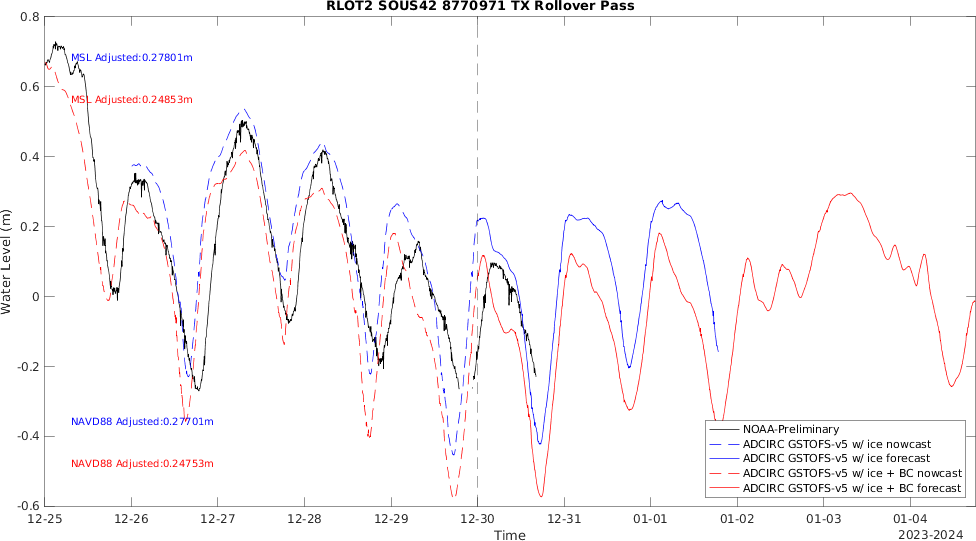 RLOT2 SOUS42 8770971 TX Rollover Pass
0.8
0.6
0.4
0.2
0
-0.2
-0.4
-0.6
Water Level (m)
MSL Adjusted:0.27801m
MSL Adjusted:0.24853m
NAVD88 Adjusted:0.27701m
NAVD88 Adjusted:0.24753m
NOAA-Preliminary
ADCIRC GSTOFS-v5 w/ ice nowcast
ADCIRC GSTOFS-v5 w/ ice forecast
ADCIRC GSTOFS-v5 w/ ice + BC nowcast
ADCIRC GSTOFS-v5 w/ ice + BC forecast
12-25 12-26 12-27 12-28 12-29 12-30 12-31 01-01 01-02 01-03 01-04
Time
2023-2024